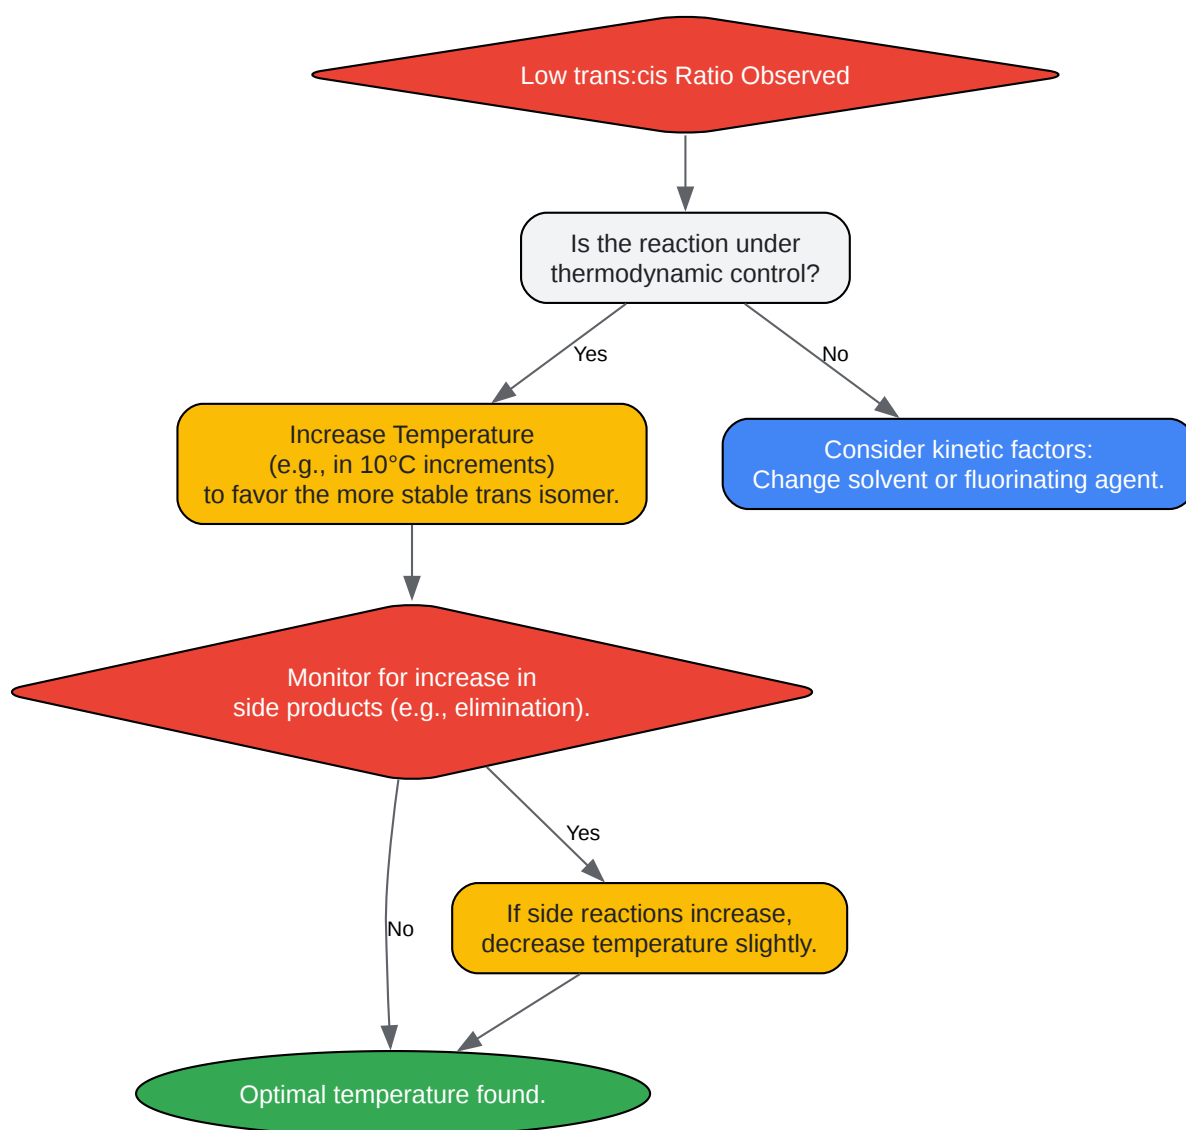 Low trans:cis Ratio Observed
Is the reaction under
thermodynamic control?
Yes
No
Increase Temperature
(e.g., in 10°C increments)
to favor the more stable trans isomer.
Consider kinetic factors:
Change solvent or fluorinating agent.
Monitor for increase in
side products (e.g., elimination).
Yes
If side reactions increase,
decrease temperature slightly.
No
Optimal temperature found.